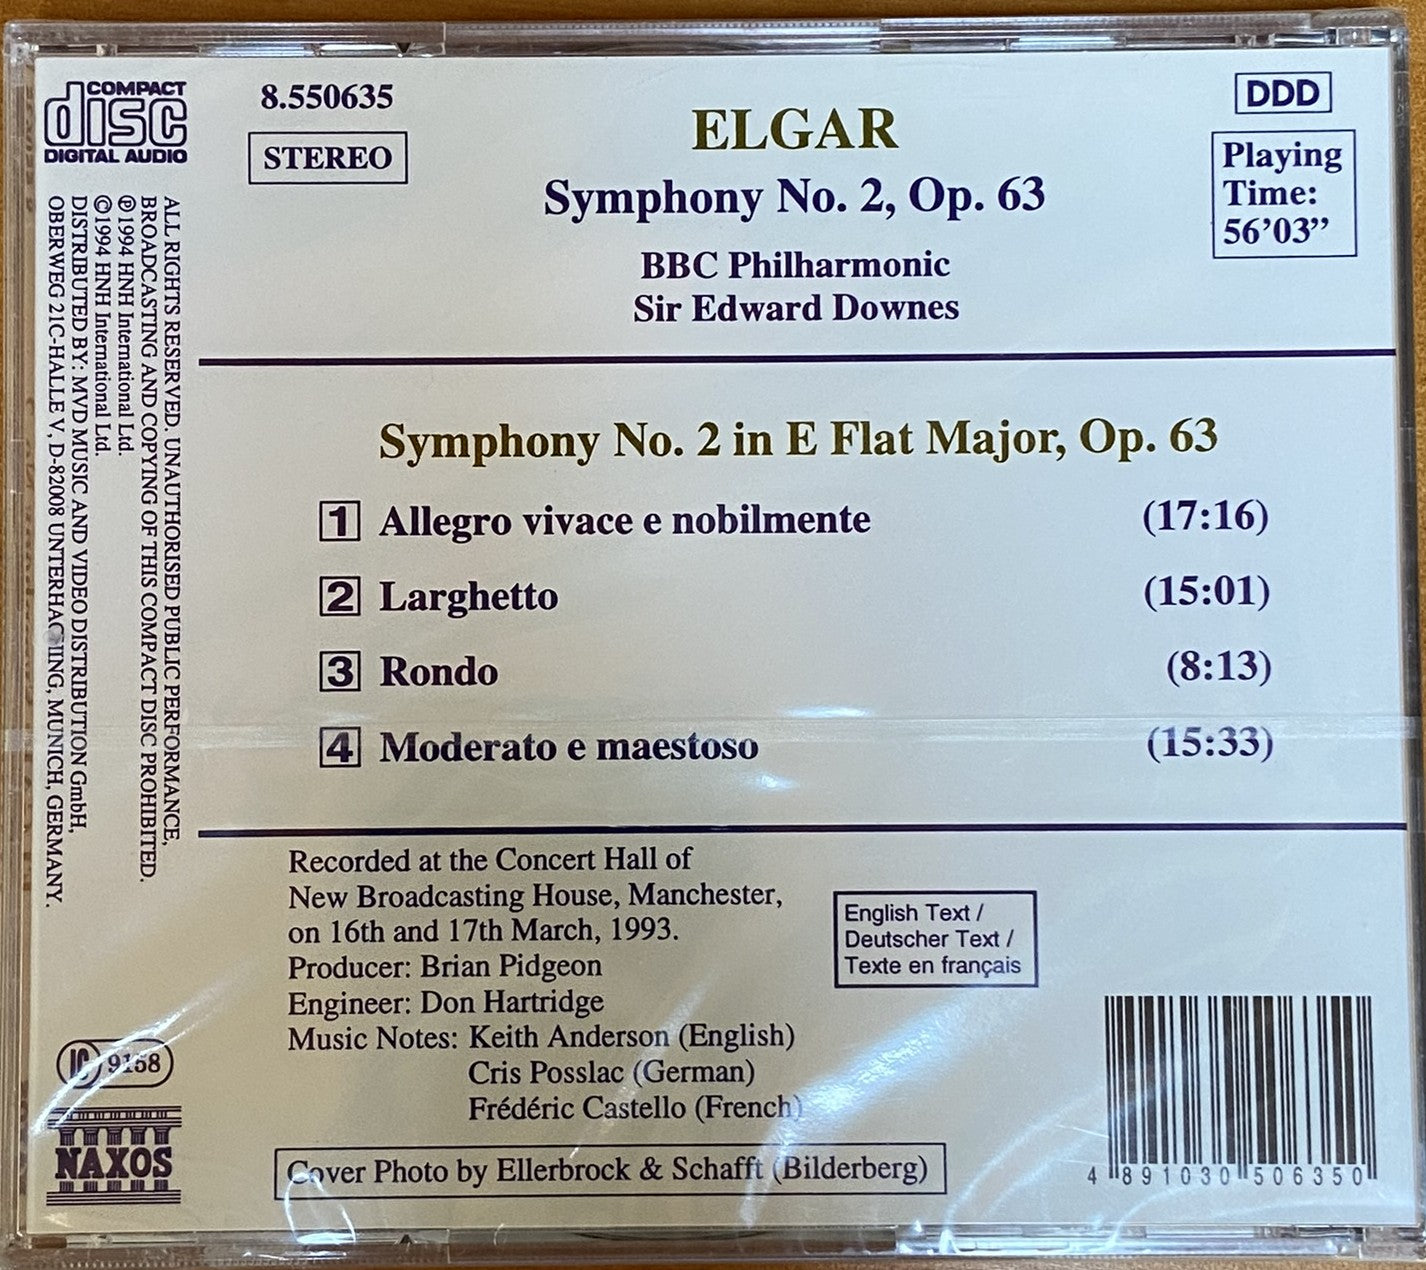 COMPACT
disc
DIGITAL AUDIO
8.550635
STEREO
ELGAR
Symphony No. 2, Op. 63
BBC Philharmonic
Sir Edward Downes
DDD
Playing
Time:
56’03”
Symphony No. 2 in E Flat Major, Op. 63
1 Allegro vivace e nobilmente (17:16)
2 Larghetto (15:01)
3 Rondo (8:13)
4 Moderato e maestoso (15:33)
Recorded at the Concert Hall of
New Broadcasting House, Manchester,
on 16th and 17th March, 1993.
Producer: Brian Pidgeon
Engineer: Don Hartridge
Music Notes: Keith Anderson (English)
Cris Posslac (German)
Frédéric Castello (French)
Cover Photo by Ellerbrock & Schafft (Bilderberg)
English Text /
Deutscher Text /
Texte en français
4 891030 506350
ALL RIGHTS RESERVED. UNAUTHORISED PUBLIC PERFORMANCE,
BROADCASTING AND COPYING OF THIS COMPACT DISC PROHIBITED.
℗ 1994 HNH International Ltd.
© 1994 HNH International Ltd.
DISTRIBUTED BY: MVD MUSIC AND VIDEO DISTRIBUTION GmbH,
OBERWEG 21C-HALLE V, D-82008 UNTERHACHING, MUNICH, GERMANY.
9158
NAXOS